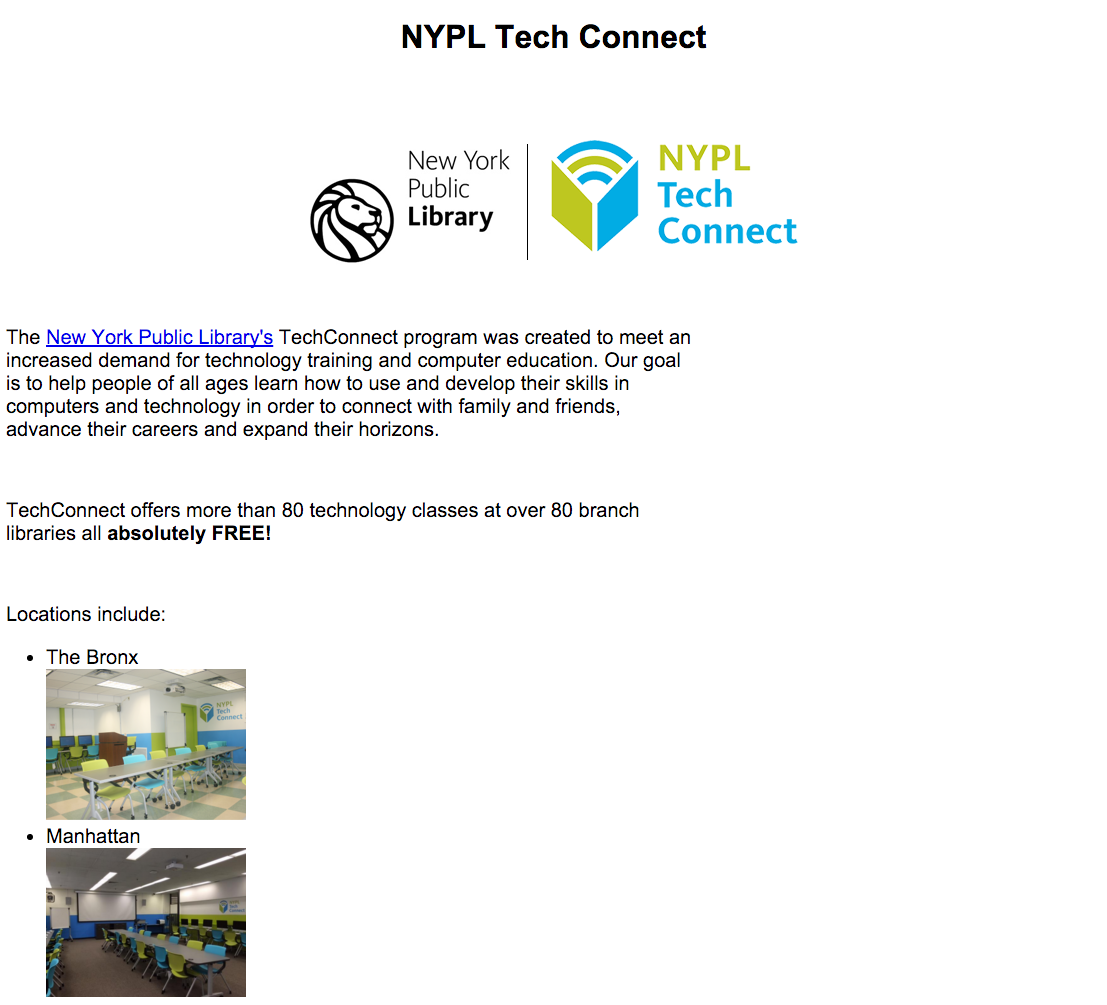 NYPL Tech Connect
New York
Public
Library
NYPL
Tech
Connect
The New York Public Library's TechConnect program was created to meet an
increased demand for technology training and computer education. Our goal
is to help people of all ages learn how to use and develop their skills in
computers and technology in order to connect with family and friends,
advance their careers and expand their horizons.
TechConnect offers more than 80 technology classes at over 80 branch
libraries all absolutely FREE!
Locations include:
• The Bronx
NYPL
Tech
Connect
• Manhattan
NYPL
Tech
Connect